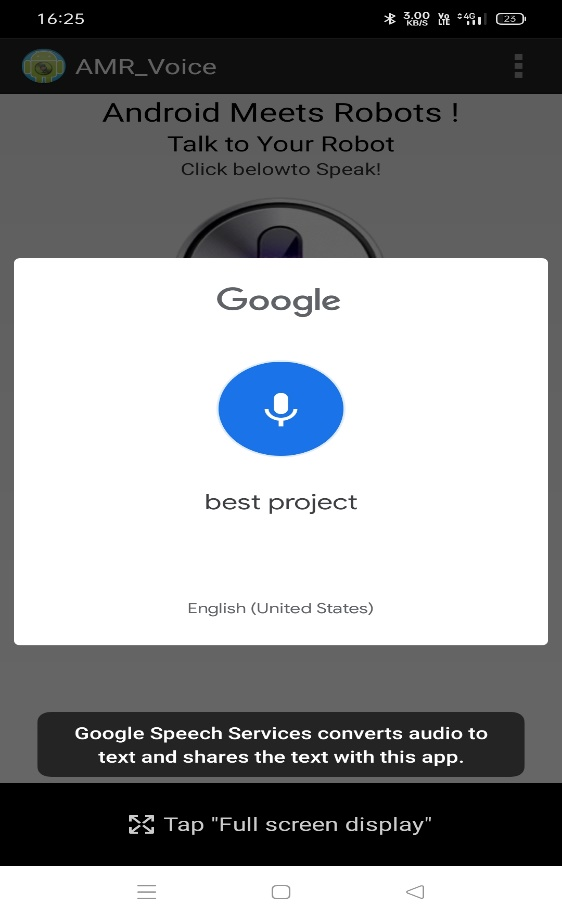 16:25
3.00 KB/S
Vo LTE
4G
23
AMR_Voice
Android Meets Robots !
Talk to Your Robot
Click belowto Speak!
Google
best project
English (United States)
Google Speech Services converts audio to
text and shares the text with this app.
Tap "Full screen display"